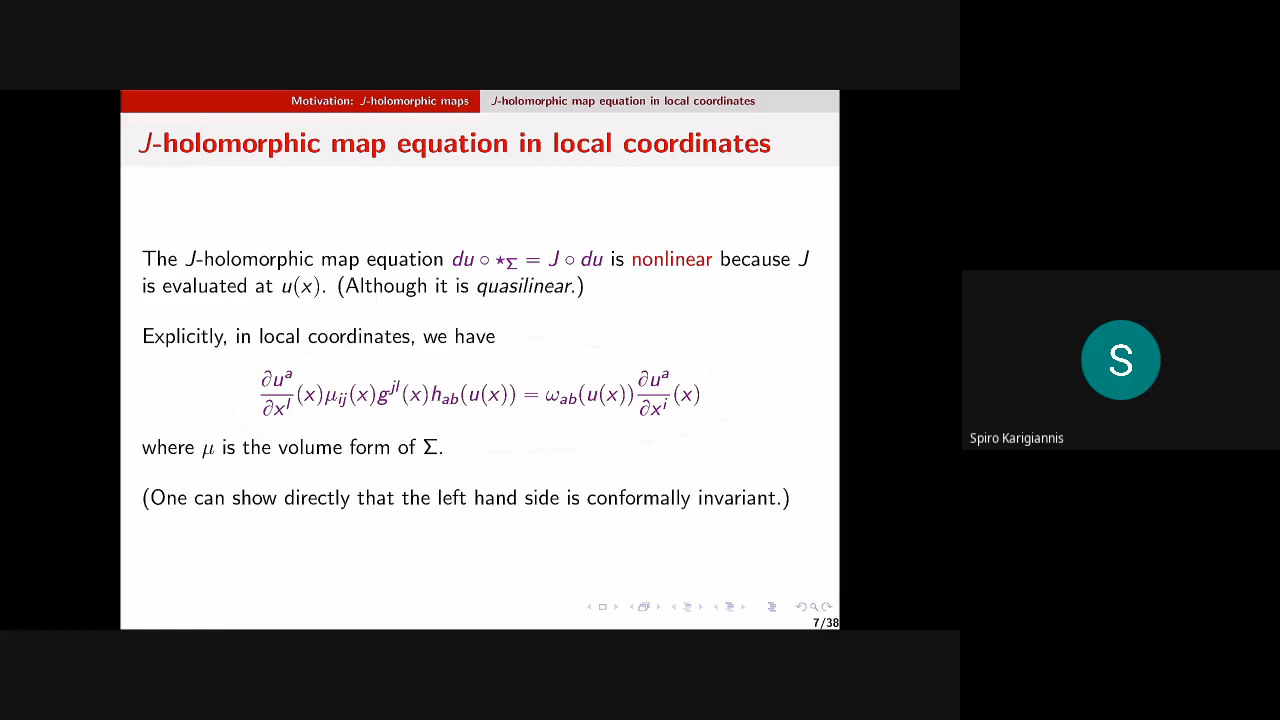 Motivation: J-holomorphic maps J-holomorphic map equation in local coordinates
J-holomorphic map equation in local coordinates
The J-holomorphic map equation du ∘ ⋆_Σ = J ∘ du is nonlinear because J
is evaluated at u(x). (Although it is quasilinear.)
Explicitly, in local coordinates, we have
∂u^a/∂x^l (x)μ_ij(x)g^jl(x)h_ab(u(x)) = ω_ab(u(x)) ∂u^a/∂x^i (x)
where μ is the volume form of Σ.
(One can show directly that the left hand side is conformally invariant.)
7/38
S
Spiro Karigiannis